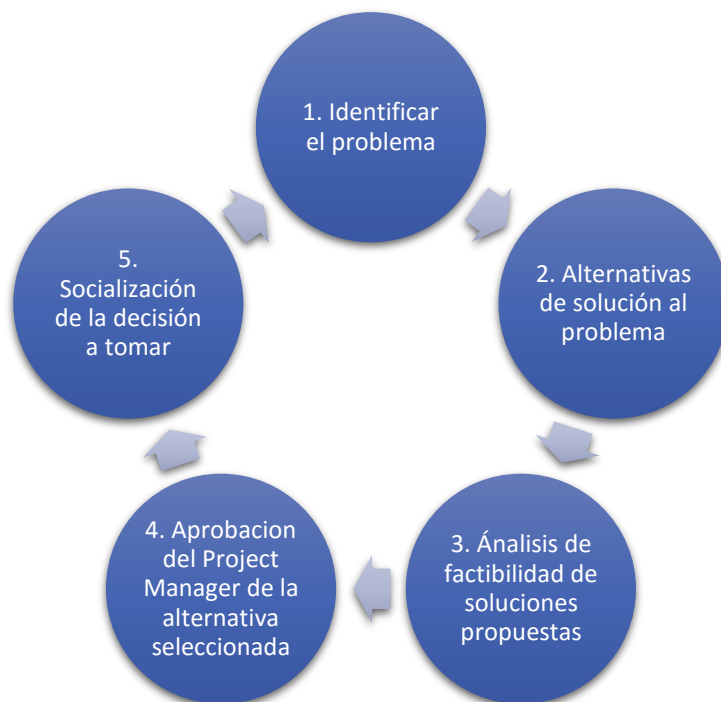 1. Identificar
el problema
2. Alternativas
de solución al
problema
3. Ánalisis de
factibilidad de
soluciones
propuestas
4. Aprobacion
del Project
Manager de la
alternativa
seleccionada
5.
Socialización
de la decisión
a tomar